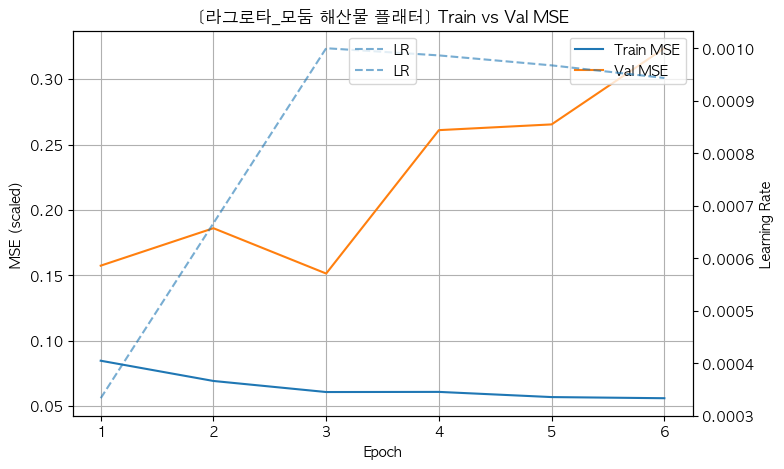 [라그로타_모둠 해산물 플래터] Train vs Val MSE
LR
LR
Train MSE
Val MSE
MSE (scaled)
0.30
0.25
0.20
0.15
0.10
0.05
0.0010
0.0009
0.0008
0.0007
0.0006
0.0005
0.0004
0.0003
Learning Rate
1 2 3 4 5 6
Epoch